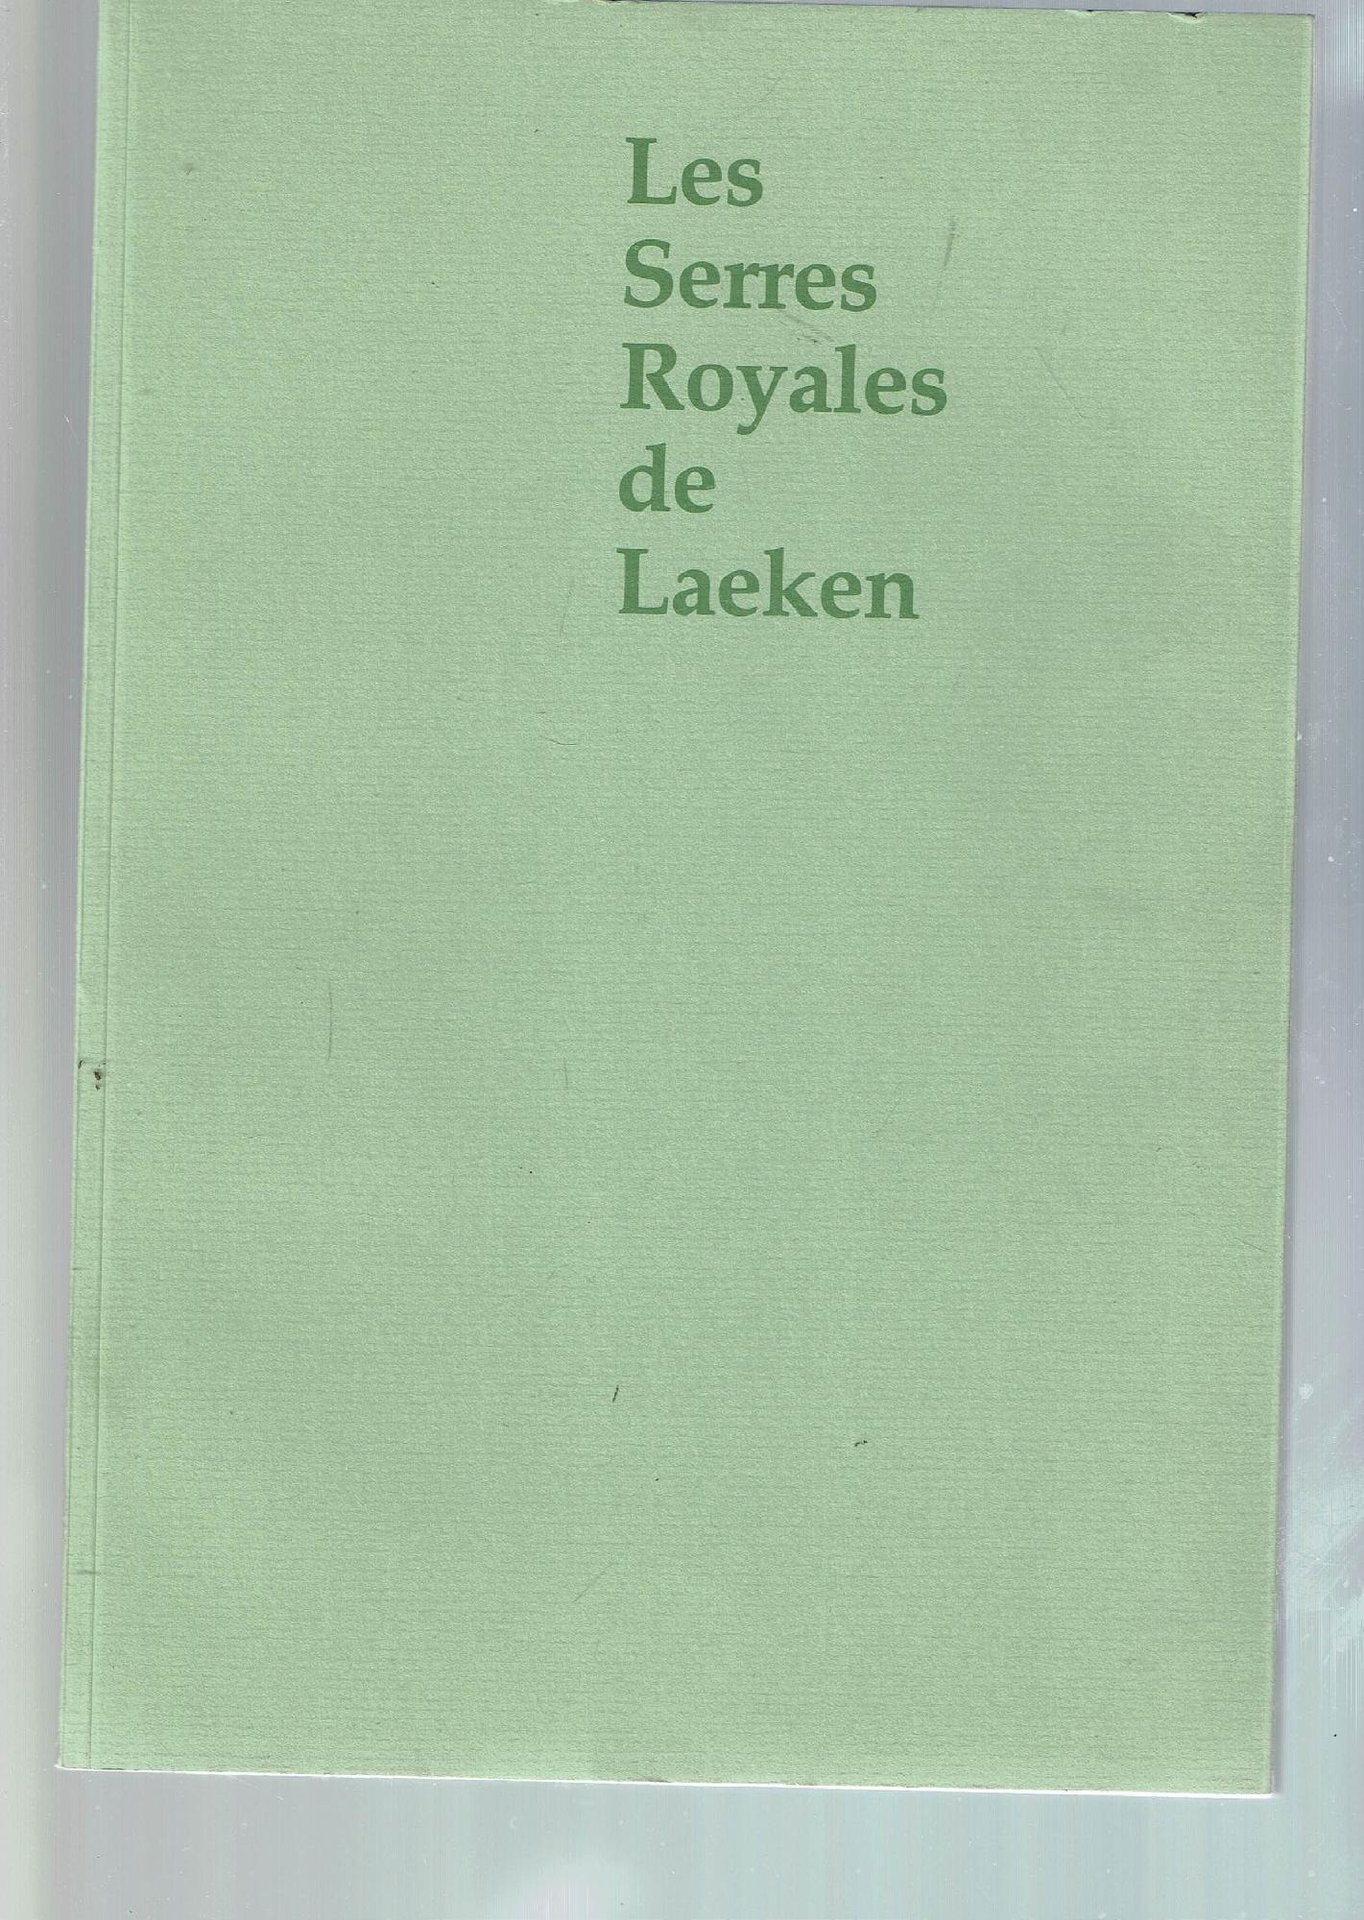 Les
Serres
Royales
de
Laeken